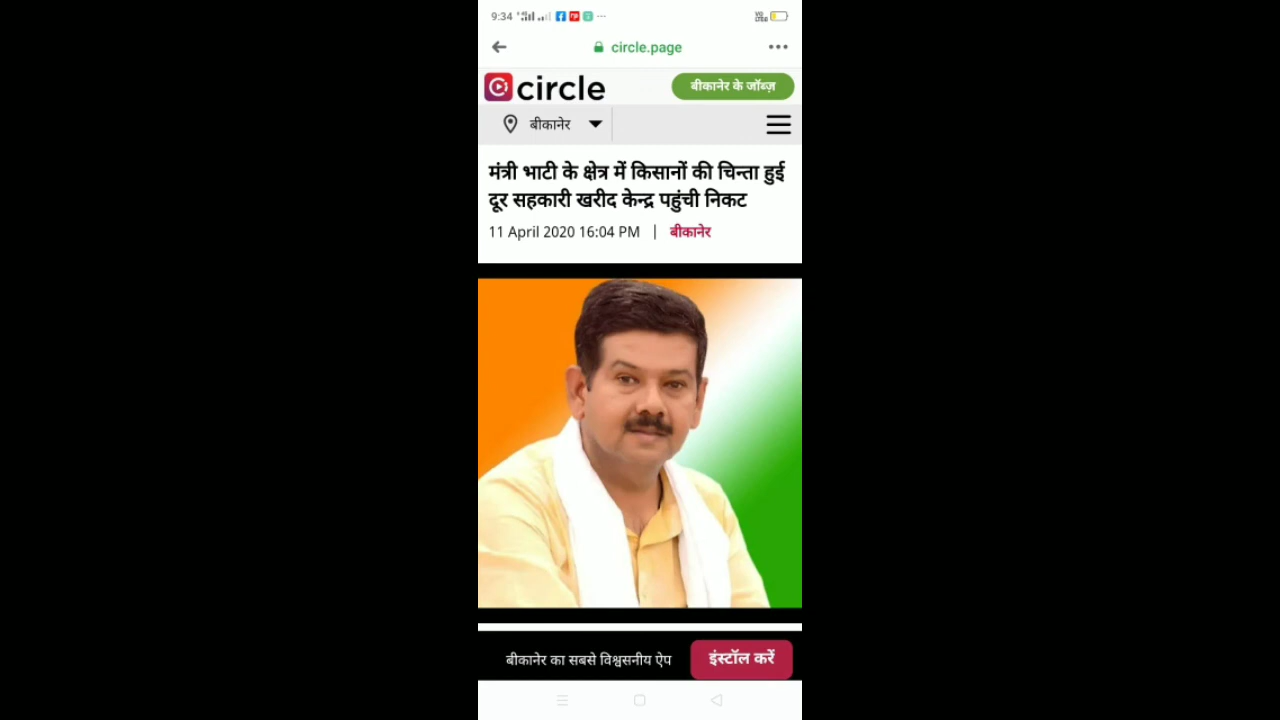 9:34
circle.page
circle
बीकानेर के जॉब्ज़
बीकानेर
मंत्री भाटी के क्षेत्र में किसानों की चिन्ता हुई
दूर सहकारी खरीद केन्द्र पहुंची निकट
11 April 2020 16:04 PM | बीकानेर
बीकानेर का सबसे विश्वसनीय ऐप
इंस्टॉल करें